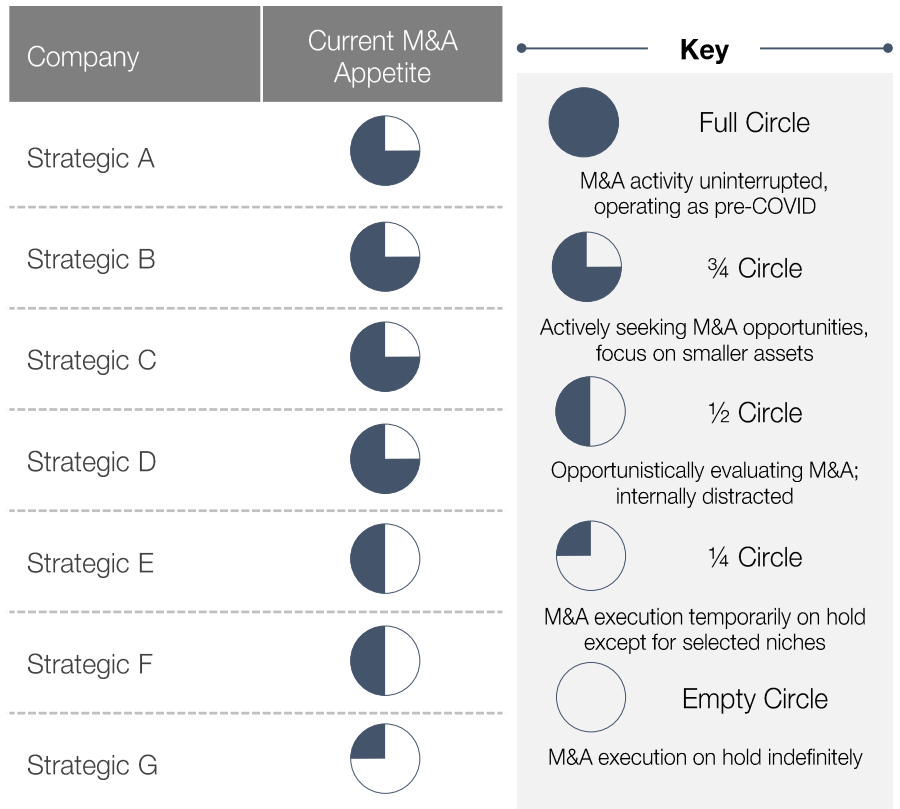 Company
Current M&A
Appetite
Strategic A
Strategic B
Strategic C
Strategic D
Strategic E
Strategic F
Strategic G
Key
Full Circle
M&A activity uninterrupted,
operating as pre-COVID
¾ Circle
Actively seeking M&A opportunities,
focus on smaller assets
½ Circle
Opportunistically evaluating M&A;
internally distracted
¼ Circle
M&A execution temporarily on hold
except for selected niches
Empty Circle
M&A execution on hold indefinitely